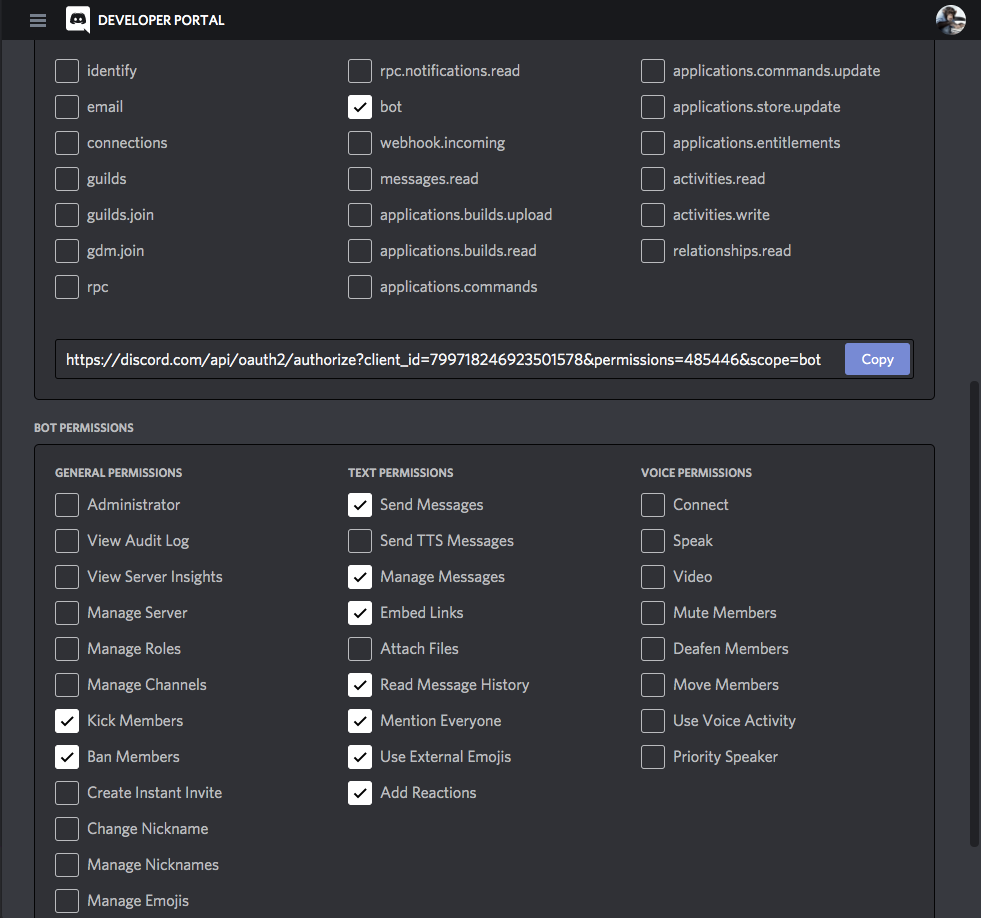 DEVELOPER PORTAL
identify
rpc.notifications.read
applications.commands.update
email
bot
applications.store.update
connections
webhook.incoming
applications.entitlements
guilds
messages.read
activities.read
guilds.join
applications.builds.upload
activities.write
gdm.join
applications.builds.read
relationships.read
rpc
applications.commands
https://discord.com/api/oauth2/authorize?client_id=799718246923501578&permissions=485446&scope=bot
Copy
BOT PERMISSIONS
GENERAL PERMISSIONS
Administrator
View Audit Log
View Server Insights
Manage Server
Manage Roles
Manage Channels
Kick Members
Ban Members
Create Instant Invite
Change Nickname
Manage Nicknames
Manage Emojis
TEXT PERMISSIONS
Send Messages
Send TTS Messages
Manage Messages
Embed Links
Attach Files
Read Message History
Mention Everyone
Use External Emojis
Add Reactions
VOICE PERMISSIONS
Connect
Speak
Video
Mute Members
Deafen Members
Move Members
Use Voice Activity
Priority Speaker